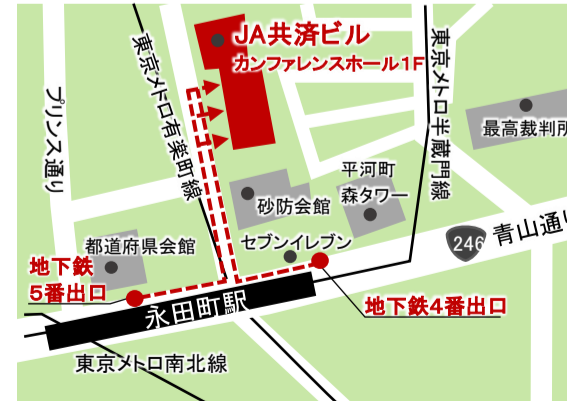 JA共済ビル
カンファレンスホール1F
東京メトロ有楽町線
東京メトロ半蔵門線
プリンス通り
最高裁判所
平河町
森タワー
砂防会館
都道府県会館
セブンイレブン
246
青山通り
地下鉄
5番出口
地下鉄4番出口
永田町駅
東京メトロ南北線